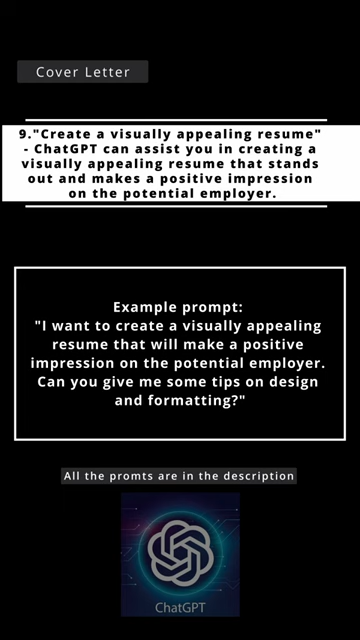 Cover Letter
9."Create a visually appealing resume"
- ChatGPT can assist you in creating a
visually appealing resume that stands
out and makes a positive impression
on the potential employer.
Example prompt:
"I want to create a visually appealing
resume that will make a positive
impression on the potential employer.
Can you give me some tips on design
and formatting?"
All the promts are in the description
ChatGPT